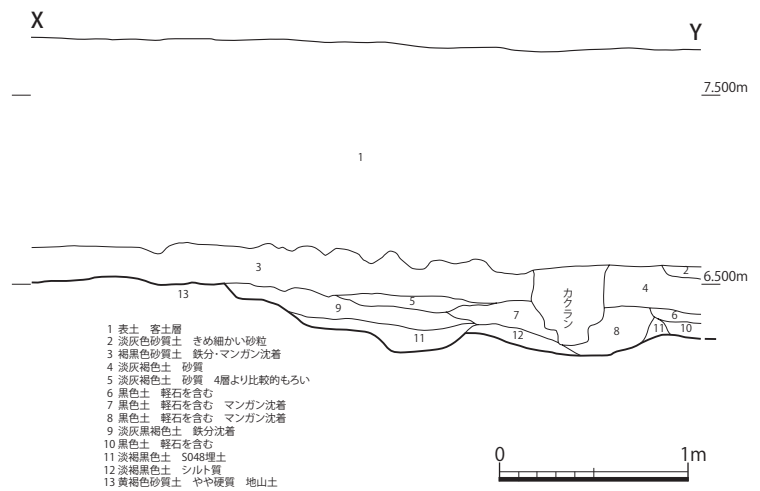 X
Y
7.500m
1
3
2
6.500m
4
13
5
カクラン
9
7
6
8
11
10
11
12
1 表土 客土層
2 淡灰色砂質土 きめ細かい砂粒
3 褐黒色砂質土 鉄分・マンガン沈着
4 淡灰褐色土 砂質
5 淡灰褐色土 砂質 4層より比較的もろい
6 黒色土 軽石を含む
7 黒色土 軽石を含む マンガン沈着
8 黒色土 軽石を含む マンガン沈着
9 淡灰黒褐色土 鉄分沈着
10 黒色土 軽石を含む
11 淡褐黒色土 S048埋土
12 淡褐黒色土 シルト質
13 黄褐色砂質土 やや硬質 地山土
0 1m